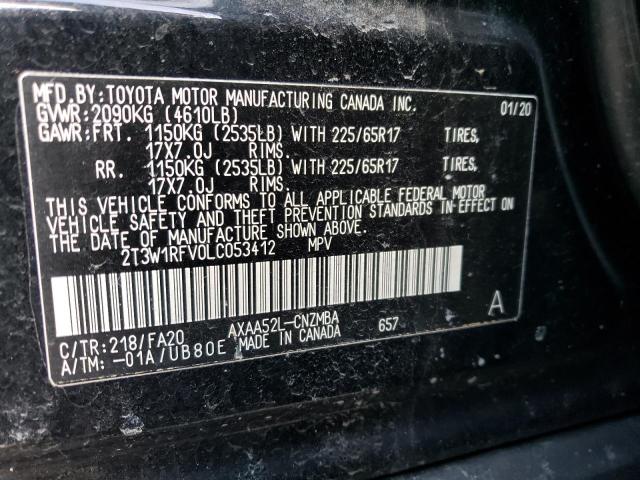 MFD.BY:TOYOTA MOTOR MANUFACTURING CANADA INC. 01/20
GVWR:2090KG (4610LB)
GAWR:FRT. 1150KG (2535LB) WITH 225/65R17 TIRES,
17X7.0J RIMS.
RR. 1150KG (2535LB) WITH 225/65R17 TIRES,
17X7.0J RIMS.
THIS VEHICLE CONFORMS TO ALL APPLICABLE FEDERAL MOTOR
VEHICLE SAFETY AND THEFT PREVENTION STANDARDS IN EFFECT ON
THE DATE OF MANUFACTURE SHOWN ABOVE.
2T3W1RFV0LC053412 MPV
A
C/TR:218/FA20 AXAA52L-CNZMBA 657
A/TM:-01A/UB80E MADE IN CANADA